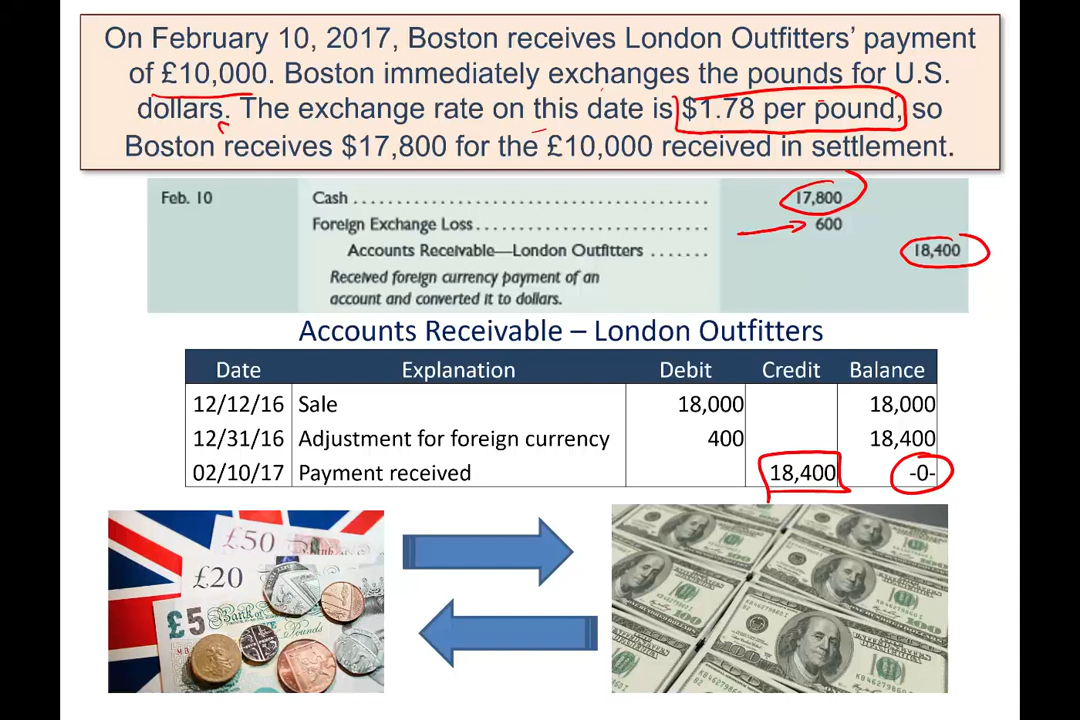 On February 10, 2017, Boston receives London Outfitters' payment
of £10,000. Boston immediately exchanges the pounds for U.S.
dollars. The exchange rate on this date is $1.78 per pound, so
Boston receives $17,800 for the £10,000 received in settlement.
Feb. 10 Cash 17,800
Foreign Exchange Loss 600
Accounts Receivable—London Outfitters 18,400
Received foreign currency payment of an
account and converted it to dollars.
Accounts Receivable – London Outfitters
Date Explanation Debit Credit Balance
12/12/16 Sale 18,000 18,000
12/31/16 Adjustment for foreign currency 400 18,400
02/10/17 Payment received 18,400 -0-
£50
£20
£5 Bank of
Pounds
KB46279860
100